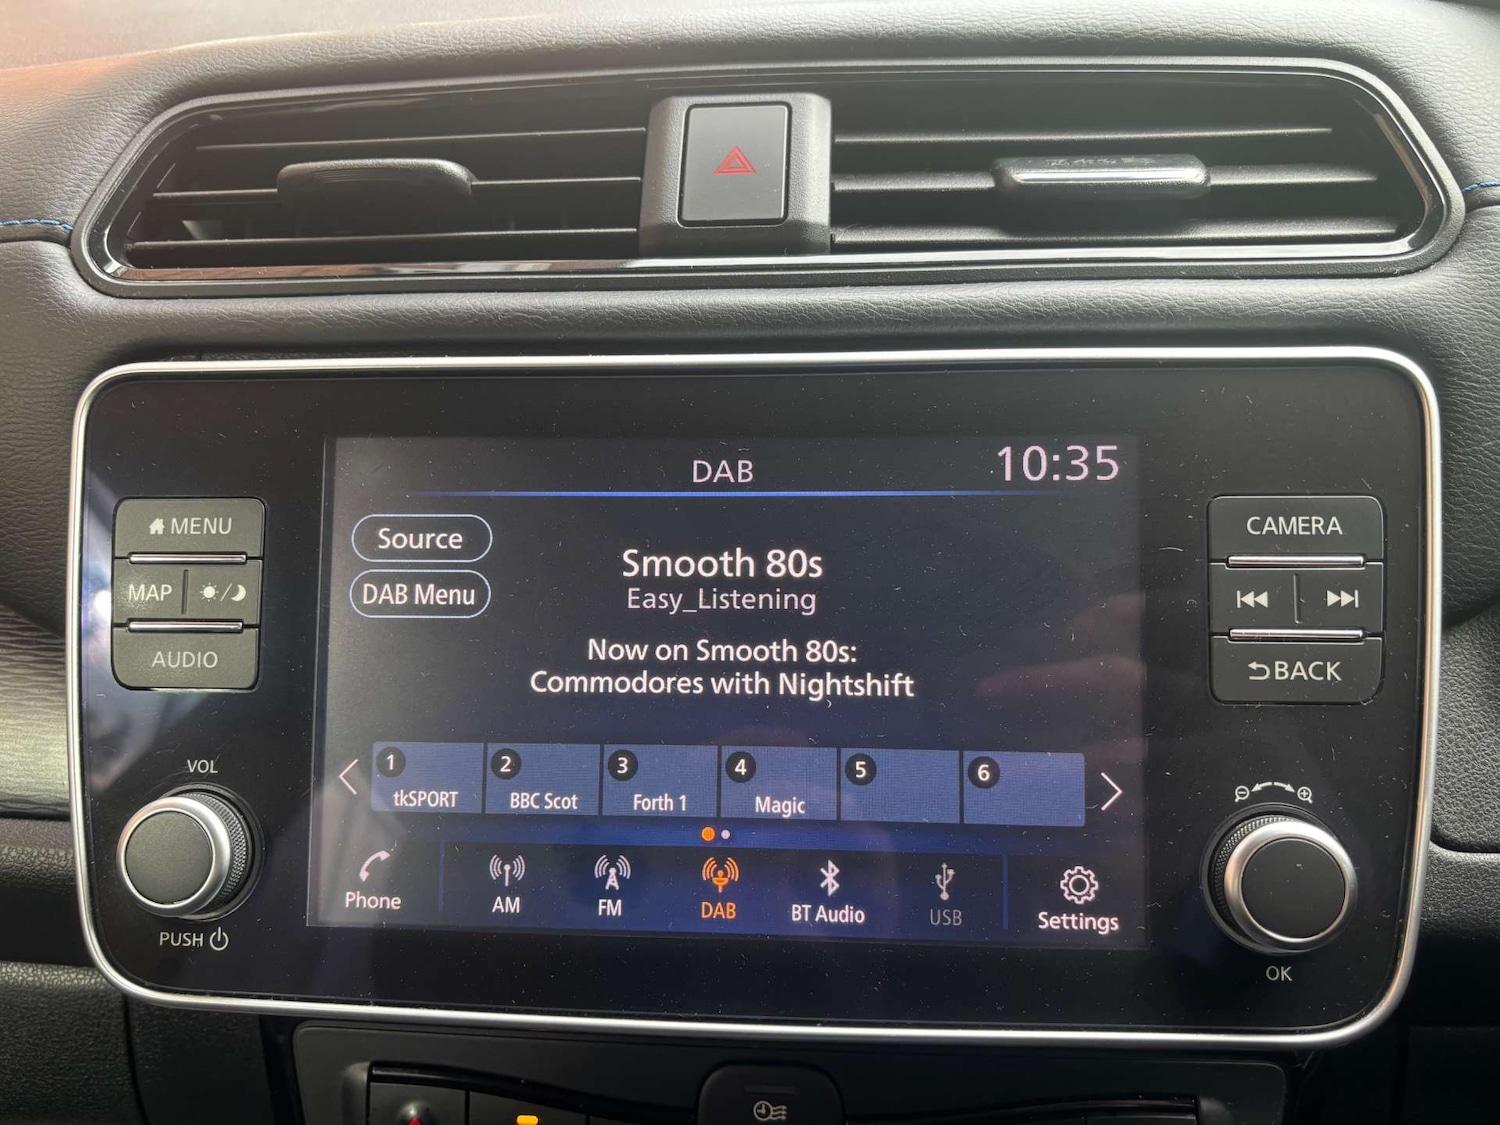 DAB
10:35
Source
DAB Menu
Smooth 80s
Easy_Listening
Now on Smooth 80s:
Commodores with Nightshift
1
tkSPORT
2
BBC Scot
3
Forth 1
4
Magic
5
6
Phone
AM
FM
DAB
BT Audio
USB
Settings
MENU
MAP
AUDIO
VOL
PUSH
CAMERA
BACK
OK